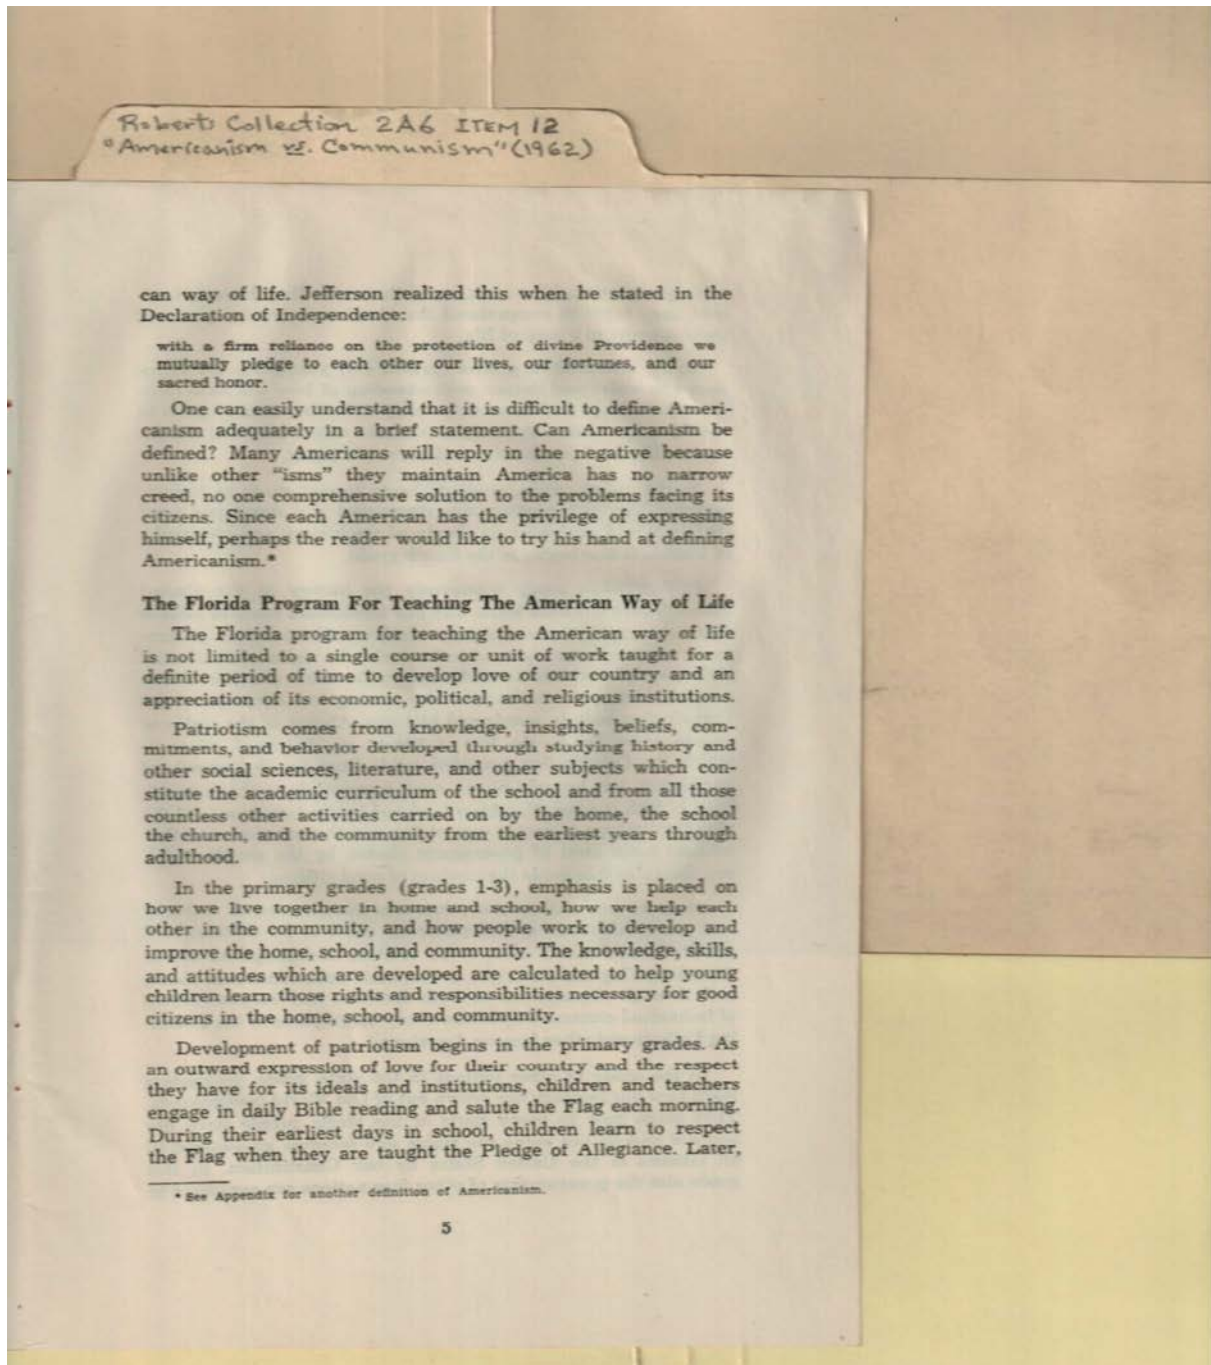 Roberts Collection 2A6 ITEM 12
"Americanism vs. Communism" (1962)
can way of life. Jefferson realized this when he stated in the
Declaration of Independence:
with a firm reliance on the protection of divine Providence we
mutually pledge to each other our lives, our fortunes, and our
sacred honor.
One can easily understand that it is difficult to define Ameri-
canism adequately in a brief statement. Can Americanism be
defined? Many Americans will reply in the negative because
unlike other "isms" they maintain America has no narrow
creed, no one comprehensive solution to the problems facing its
citizens. Since each American has the privilege of expressing
himself, perhaps the reader would like to try his hand at defining
Americanism.*
The Florida Program For Teaching The American Way of Life
The Florida program for teaching the American way of life
is not limited to a single course or unit of work taught for a
definite period of time to develop love of our country and an
appreciation of its economic, political, and religious institutions.
Patriotism comes from knowledge, insights, beliefs, com-
mitments, and behavior developed through studying history and
other social sciences, literature, and other subjects which con-
stitute the academic curriculum of the school and from all those
countless other activities carried on by the home, the school
the church, and the community from the earliest years through
adulthood.
In the primary grades (grades 1-3), emphasis is placed on
how we live together in home and school, how we help each
other in the community, and how people work to develop and
improve the home, school, and community. The knowledge, skills,
and attitudes which are developed are calculated to help young
children learn those rights and responsibilities necessary for good
citizens in the home, school, and community.
Development of patriotism begins in the primary grades. As
an outward expression of love for their country and the respect
they have for its ideals and institutions, children and teachers
engage in daily Bible reading and salute the Flag each morning.
During their earliest days in school, children learn to respect
the Flag when they are taught the Pledge of Allegiance. Later,
* See Appendix for another definition of Americanism.
5